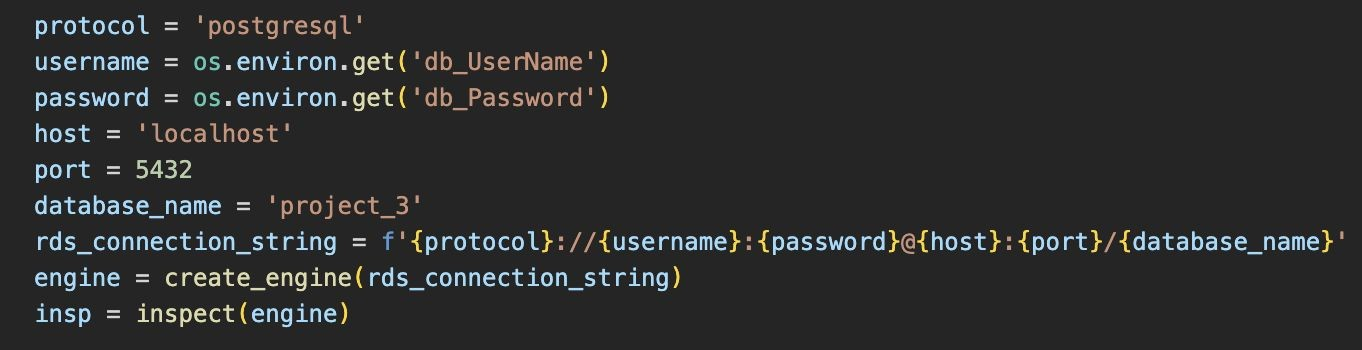 protocol = 'postgresql'
username = os.environ.get('db_UserName')
password = os.environ.get('db_Password')
host = 'localhost'
port = 5432
database_name = 'project_3'
rds_connection_string = f'{protocol}://{username}:{password}@{host}:{port}/{database_name}'
engine = create_engine(rds_connection_string)
insp = inspect(engine)